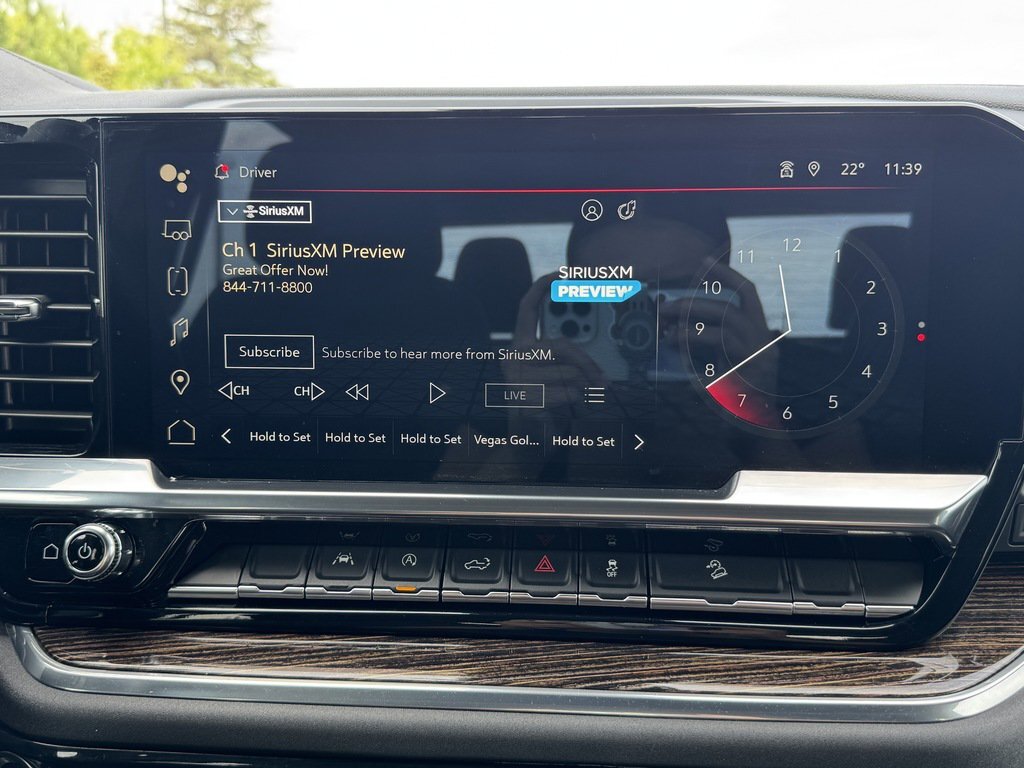 Driver
22° 11:39
SiriusXM
Ch 1 SiriusXM Preview
Great Offer Now!
844-711-8800
SIRIUSXM
PREVIEW
Subscribe
Subscribe to hear more from SiriusXM.
CH
CH
LIVE
Hold to Set
Hold to Set
Hold to Set
Vegas Gol...
Hold to Set
12
1
2
3
4
5
6
7
8
9
10
11
A
OFF